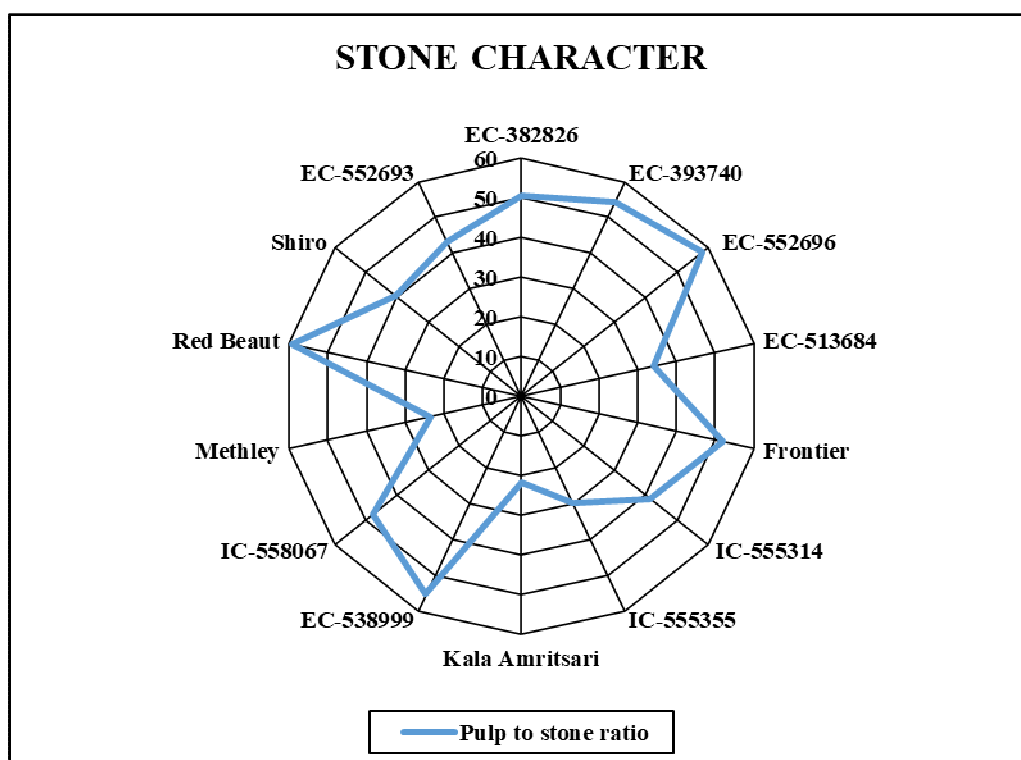 STONE CHARACTER
EC-382826
EC-393740
EC-552696
EC-513684
Frontier
IC-555314
IC-555355
Kala Amritsari
EC-538999
IC-558067
Methley
Red Beaut
Shiro
EC-552693
60
50
40
30
20
10
0
Pulp to stone ratio